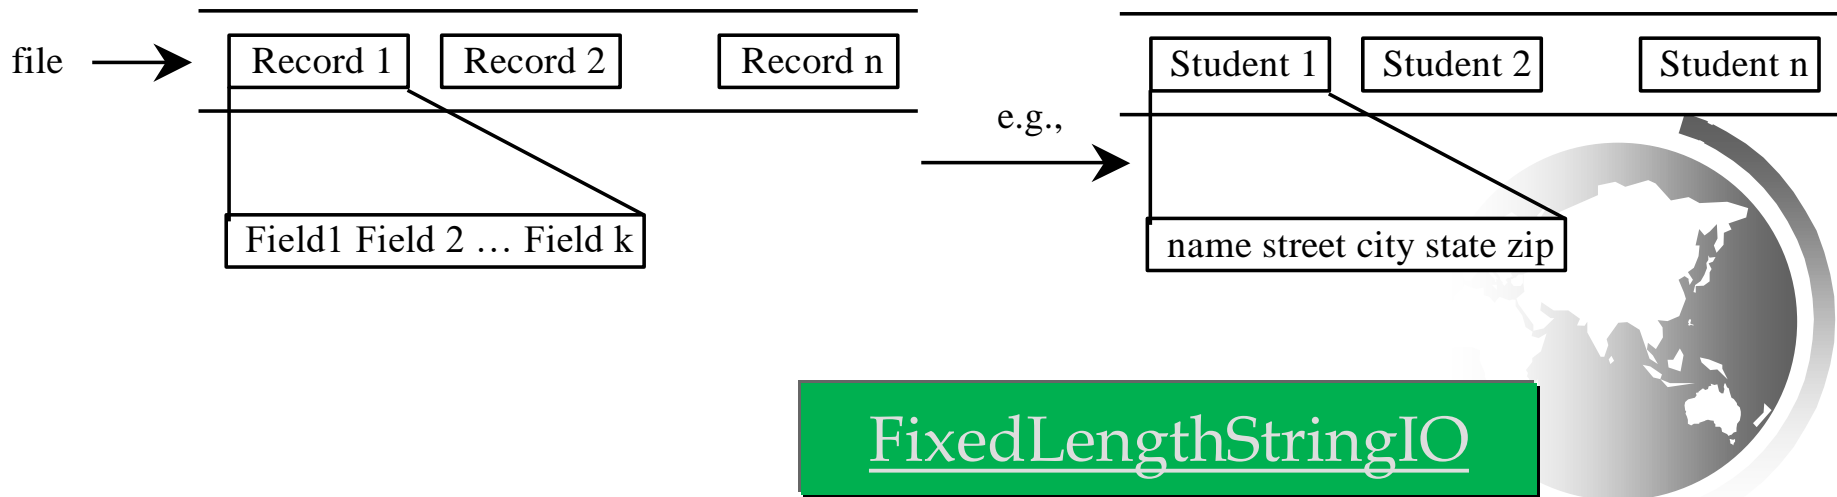 file
Record 1
Record 2
Record n
Field1 Field 2 … Field k
e.g.,
Student 1
Student 2
Student n
name street city state zip
FixedLengthStringIO